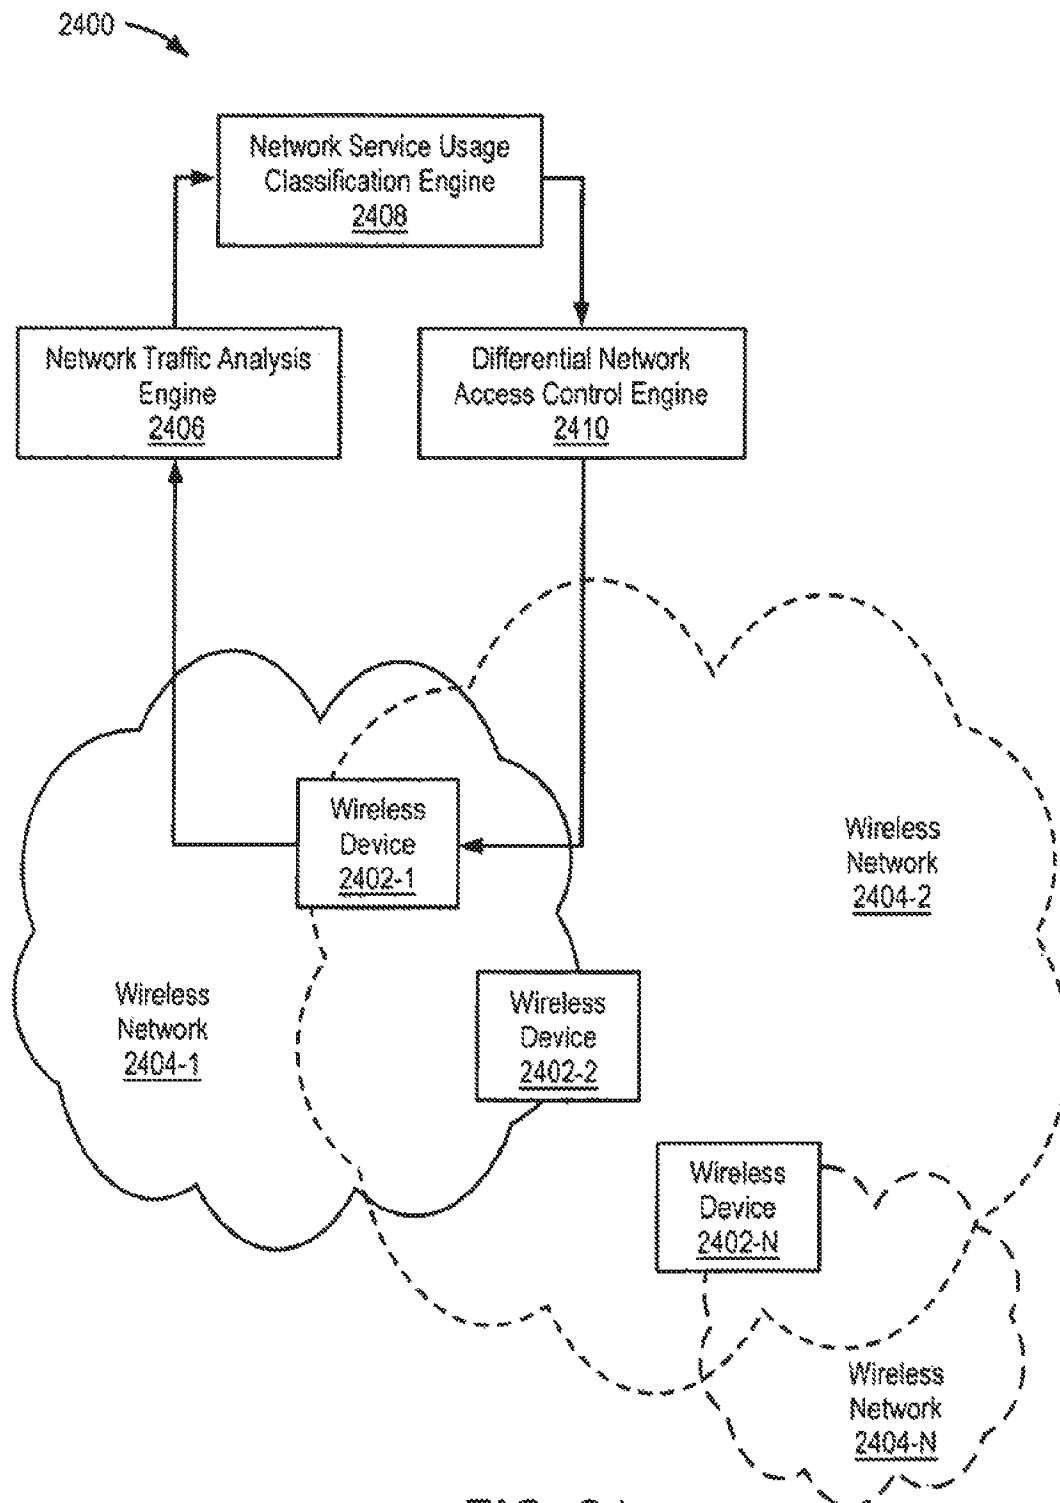 2400
Network Service Usage
Classification Engine
2408
Network Traffic Analysis
Engine
2406
Differential Network
Access Control Engine
2410
Wireless
Device
2402-1
Wireless
Network
2404-2
Wireless
Network
2404-1
Wireless
Device
2402-2
Wireless
Device
2402-N
Wireless
Network
2404-N